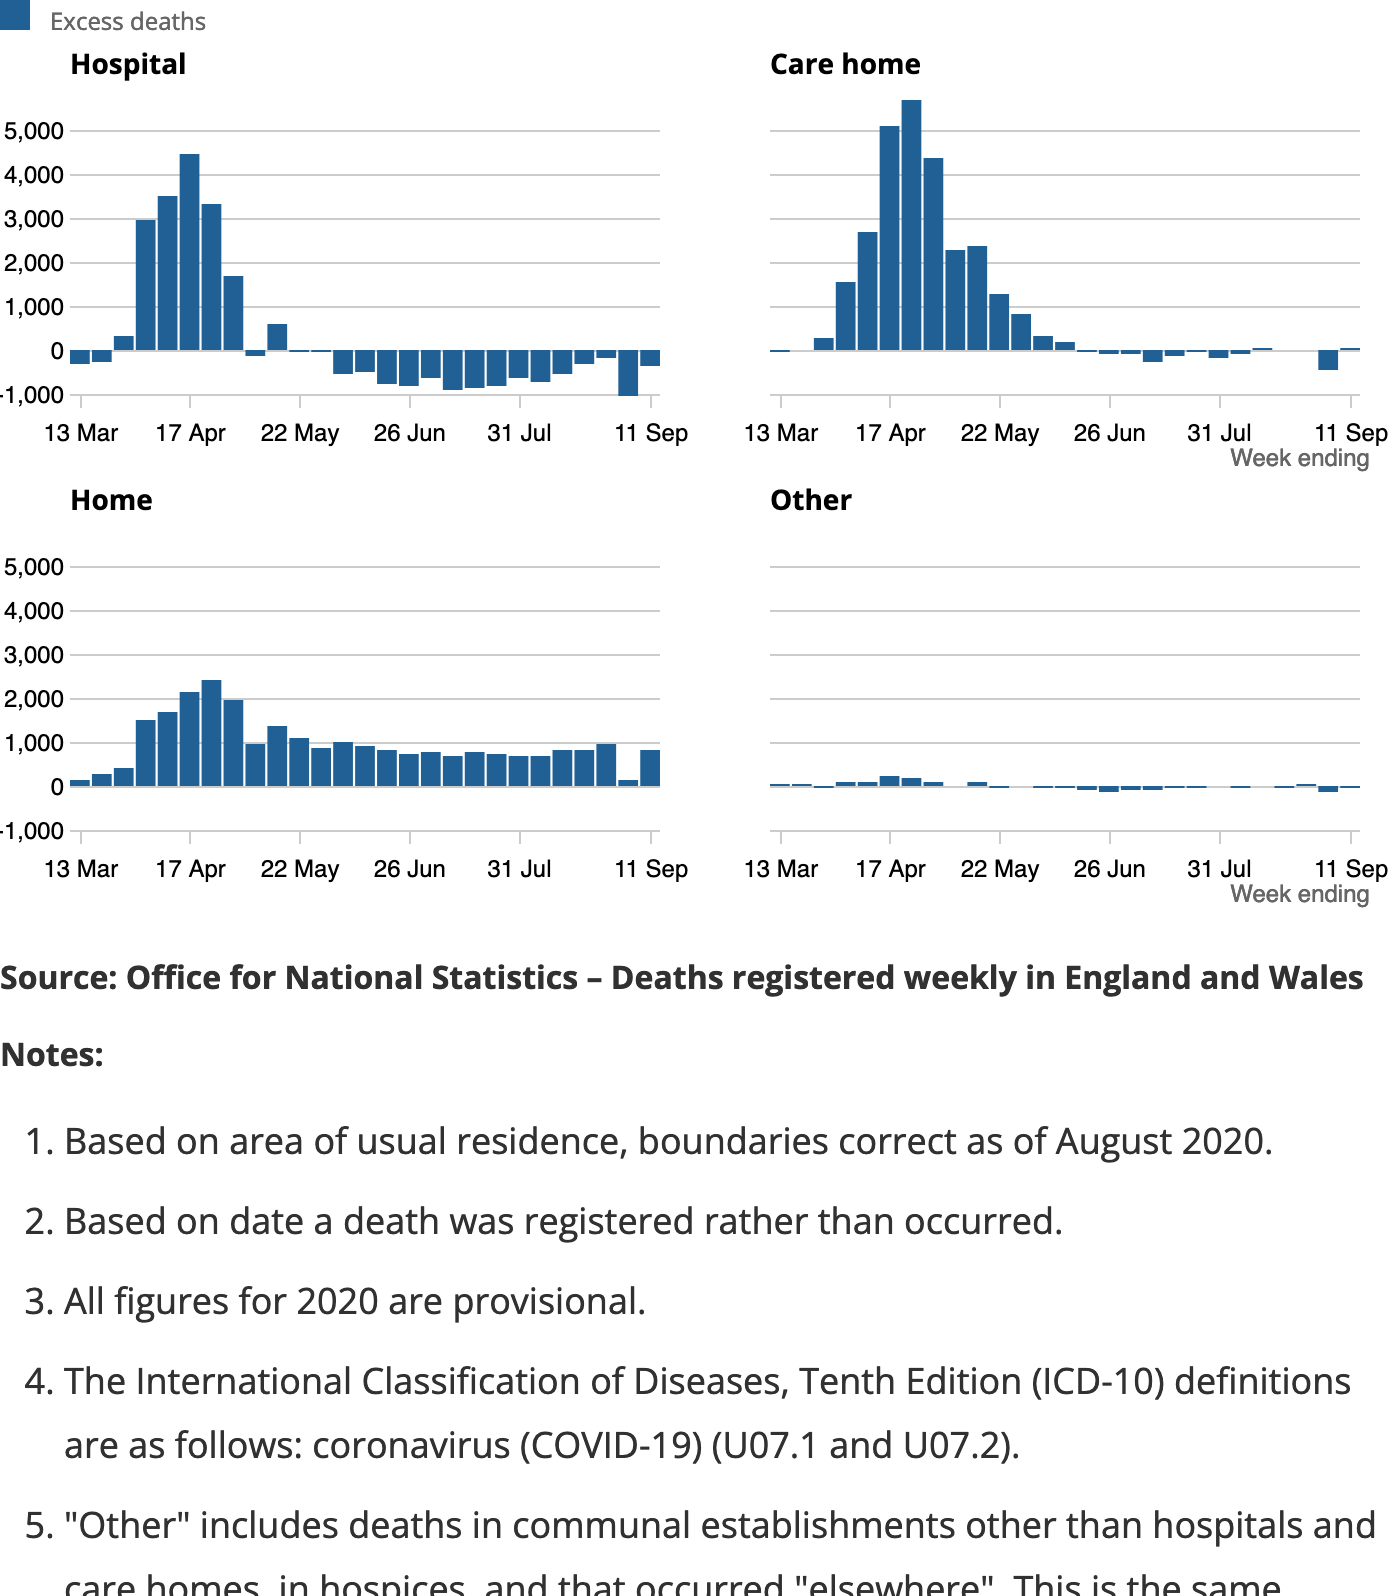 Excess deaths
Hospital
Care home
5,000
4,000
3,000
2,000
1,000
0
-1,000
13 Mar 17 Apr 22 May 26 Jun 31 Jul 11 Sep
13 Mar 17 Apr 22 May 26 Jun 31 Jul 11 Sep
Week ending
Home
Other
5,000
4,000
3,000
2,000
1,000
0
-1,000
13 Mar 17 Apr 22 May 26 Jun 31 Jul 11 Sep
13 Mar 17 Apr 22 May 26 Jun 31 Jul 11 Sep
Week ending
Source: Office for National Statistics – Deaths registered weekly in England and Wales
Notes:
1. Based on area of usual residence, boundaries correct as of August 2020.
2. Based on date a death was registered rather than occurred.
3. All figures for 2020 are provisional.
4. The International Classification of Diseases, Tenth Edition (ICD-10) definitions
are as follows: coronavirus (COVID-19) (U07.1 and U07.2).
5. "Other" includes deaths in communal establishments other than hospitals and
care homes, in hospices, and that occurred "elsewhere". This is the same